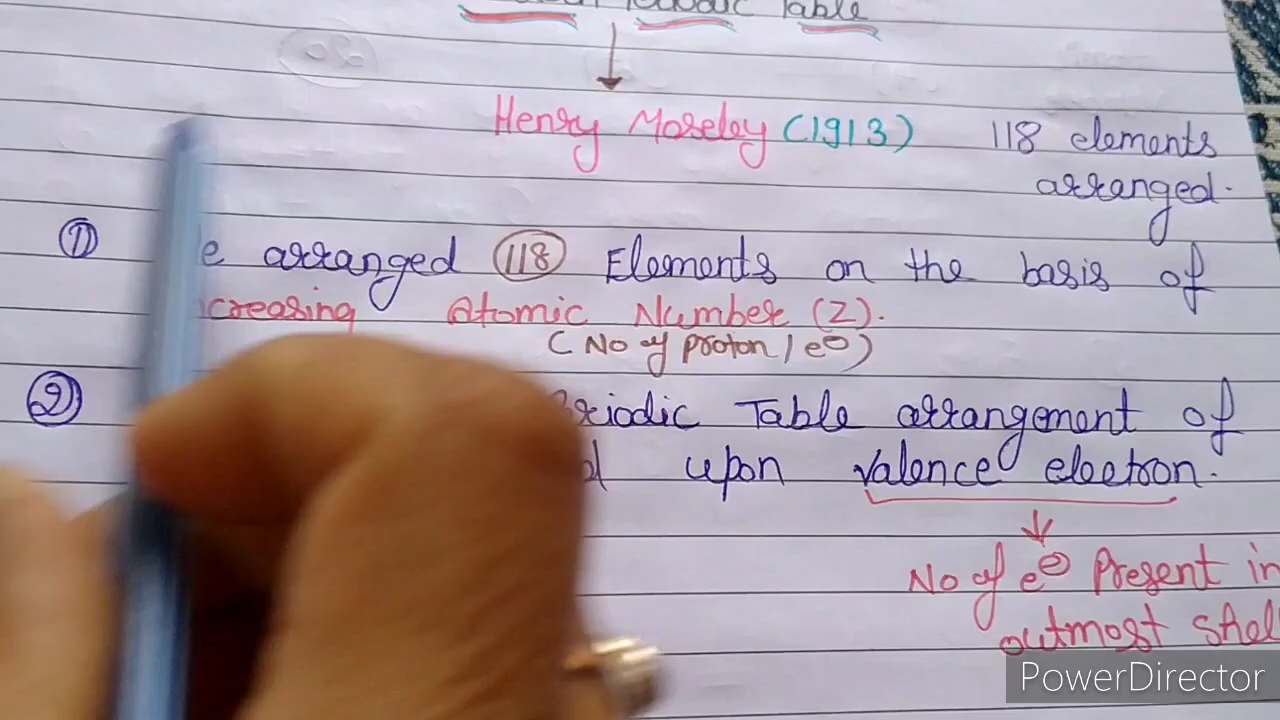 Table
Henry Moseley (1913) 118 elements
arranged.
① e arranged 118 Elements on the basis of
creasing Atomic Number (Z).
(No of proton / e⊖)
② riodic Table arrangement of
d upon valence electron.
No of e⊖ Present in
outmost shel
PowerDirector